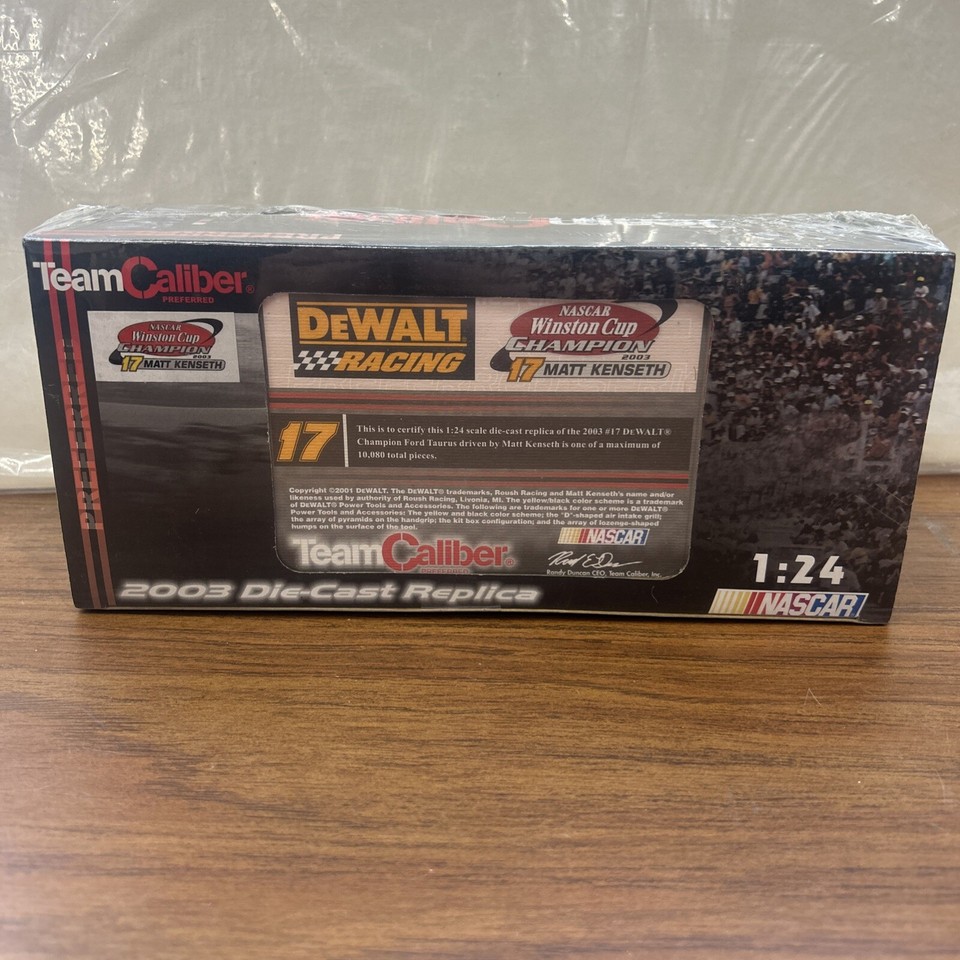 Team Caliber®
PREFERRED
NASCAR
Winston Cup
CHAMPION
2003
17 MATT KENSETH
PREFERRED
DEWALT
RACING
NASCAR
Winston Cup
CHAMPION
2003
17 MATT KENSETH
17
This is to certify this 1:24 scale die-cast replica of the 2003 #17 DEWALT®
Champion Ford Taurus driven by Matt Kenseth is one of a maximum of
10,080 total pieces.
Copyright ©2001 DEWALT. The DEWALT® trademarks, Roush Racing and Matt Kenseth's name and/or
likeness used by authority of Roush Racing, Livonia, MI. The yellow/black color scheme is a trademark
of DEWALT® Power Tools and Accessories. The following are trademarks for one or more DEWALT®
Power Tools and Accessories: The yellow and black color scheme; the "D"-shaped air intake grill;
the array of pyramids on the handgrip; the kit box configuration; and the array of lozenge-shaped
humps on the surface of the tool.
NASCAR
Team Caliber®
PREFERRED
Randy Duncan CEO, Team Caliber, Inc.
2003 Die-Cast Replica
1:24
NASCAR